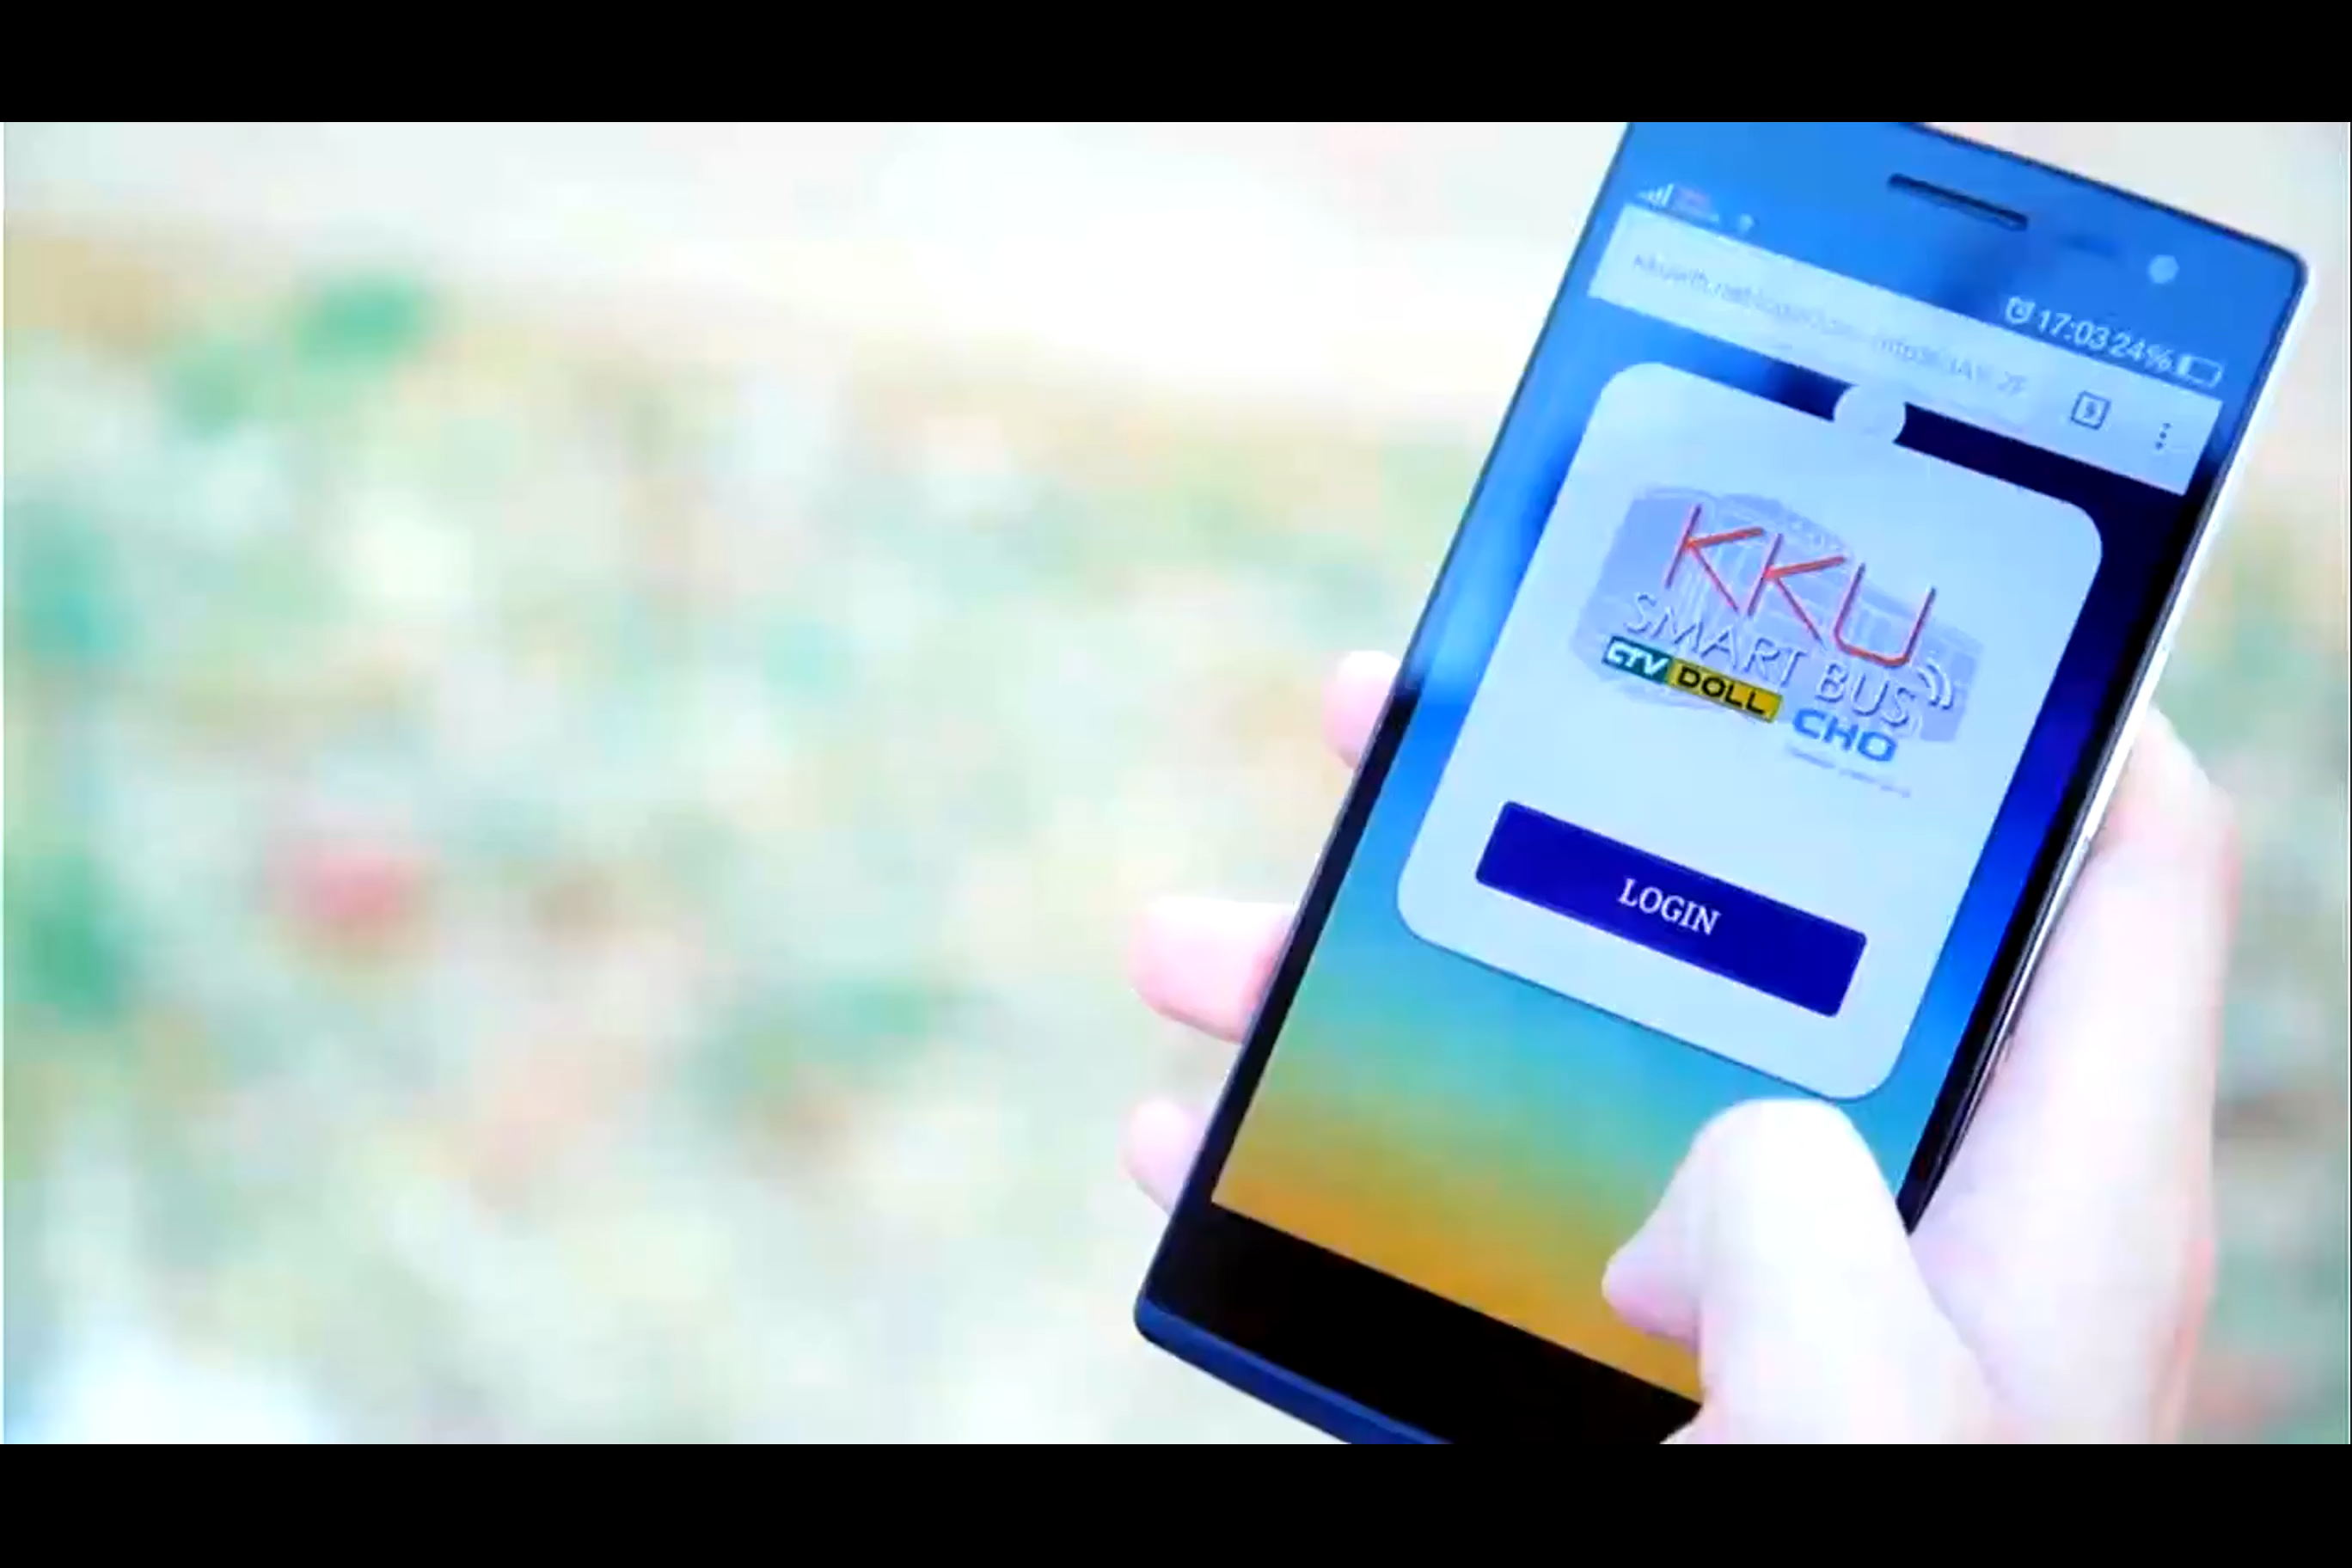 17:03 24%
KKU
SMART BUS
CTV DOLL
CHO
LOGIN